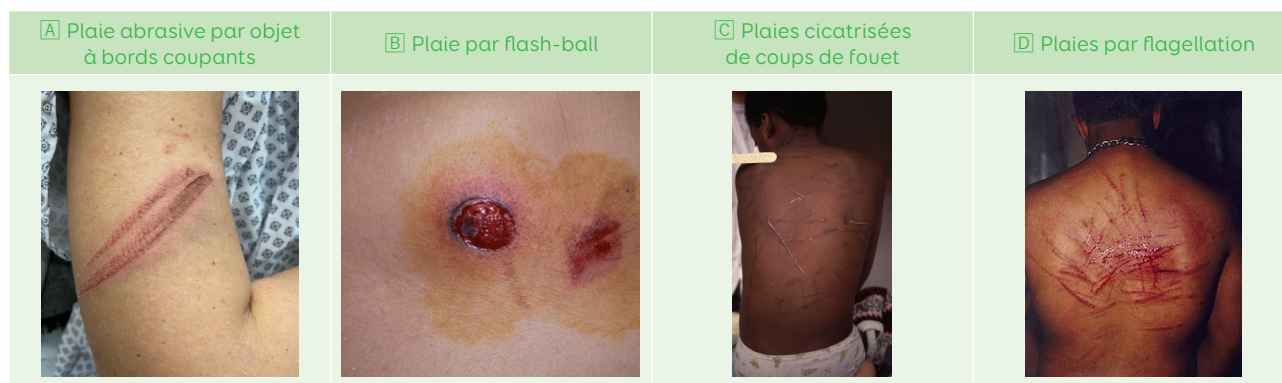 A Plaie abrasive par objet
à bords coupants
B Plaie par flash-ball
C Plaies cicatrisées
de coups de fouet
D Plaies par flagellation